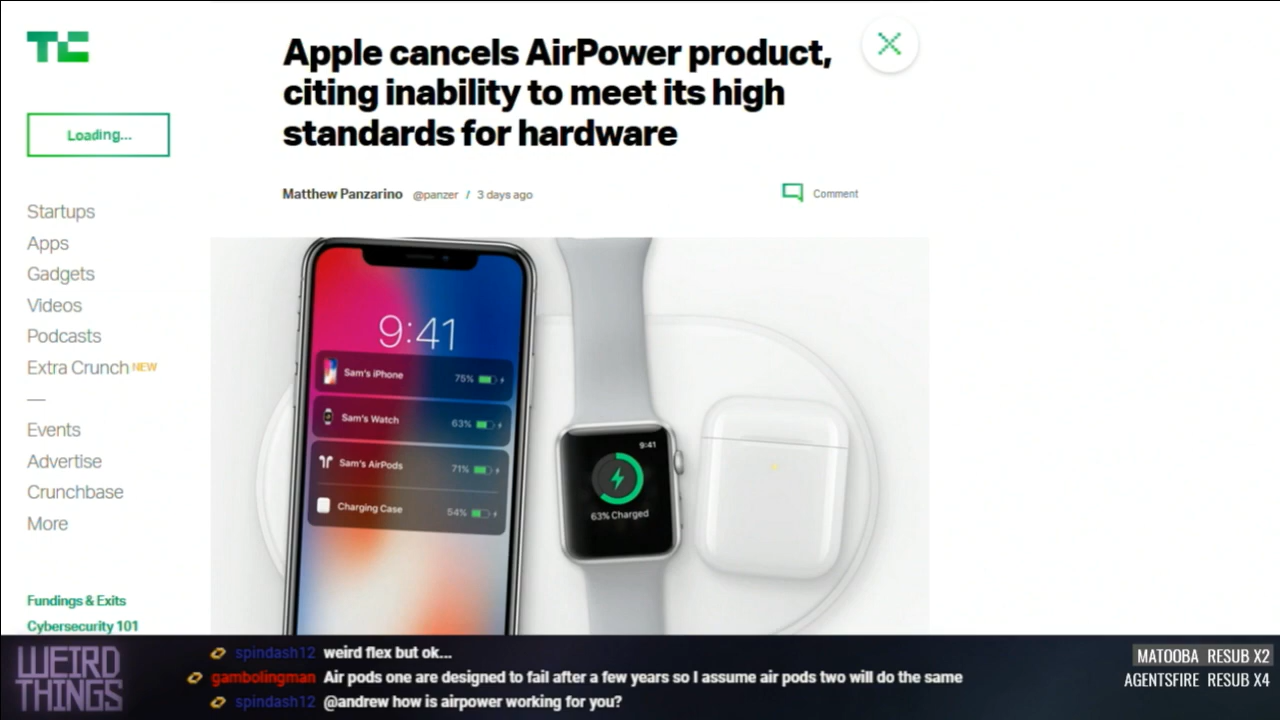 TC
Loading...
Startups
Apps
Gadgets
Videos
Podcasts
Extra Crunch NEW
Events
Advertise
Crunchbase
More
Fundings & Exits
Cybersecurity 101
Apple cancels AirPower product,
citing inability to meet its high
standards for hardware
Matthew Panzarino @panzer / 3 days ago
Comment
9:41
Sam's iPhone 75%
Sam's Watch 63%
Sam's AirPods 71%
Charging Case 54%
9:41
63% Charged
WEIRD
THINGS
spindash12 weird flex but ok...
gambolingman Air pods one are designed to fail after a few years so I assume air pods two will do the same
spindash12 @andrew how is airpower working for you?
MATOOBA RESUB X2
AGENTSFIRE RESUB X4